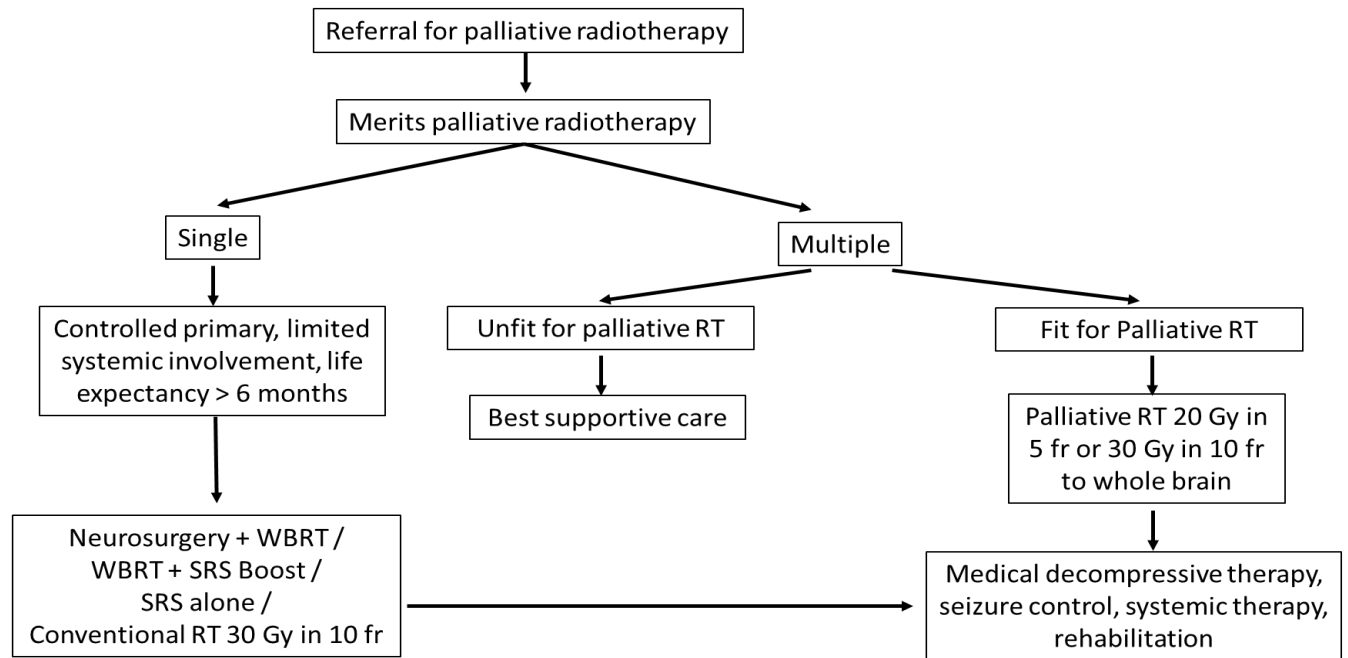 Referral for palliative radiotherapy
Merits palliative radiotherapy
Single
Multiple
Controlled primary, limited
systemic involvement, life
expectancy > 6 months
Unfit for palliative RT
Fit for Palliative RT
Best supportive care
Palliative RT 20 Gy in
5 fr or 30 Gy in 10 fr
to whole brain
Neurosurgery + WBRT /
WBRT + SRS Boost /
SRS alone /
Conventional RT 30 Gy in 10 fr
Medical decompressive therapy,
seizure control, systemic therapy,
rehabilitation